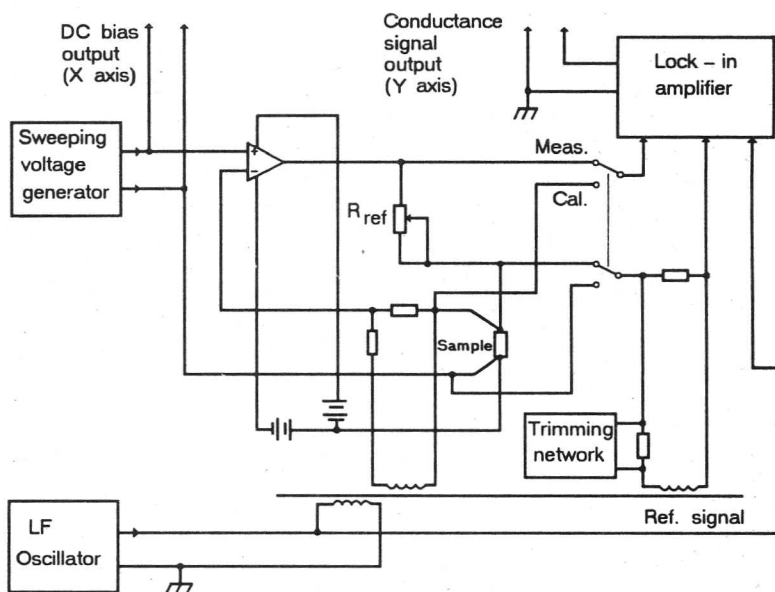 DC bias
output
(X axis)
Conductance
signal
output
(Y axis)
Lock – in
amplifier
Sweeping
voltage
generator
+
−
Meas.
Cal.
R ref
Sample
Trimming
network
LF
Oscillator
Ref. signal